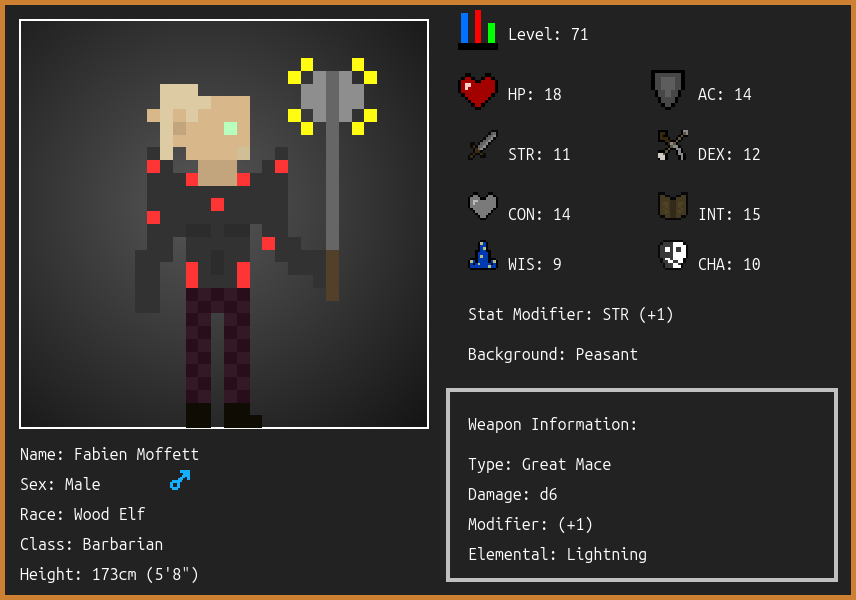 Level: 71
HP: 18
AC: 14
STR: 11
DEX: 12
CON: 14
INT: 15
WIS: 9
CHA: 10
Stat Modifier: STR (+1)
Background: Peasant
Weapon Information:
Type: Great Mace
Damage: d6
Modifier: (+1)
Elemental: Lightning
Name: Fabien Moffett
Sex: Male
Race: Wood Elf
Class: Barbarian
Height: 173cm (5'8")